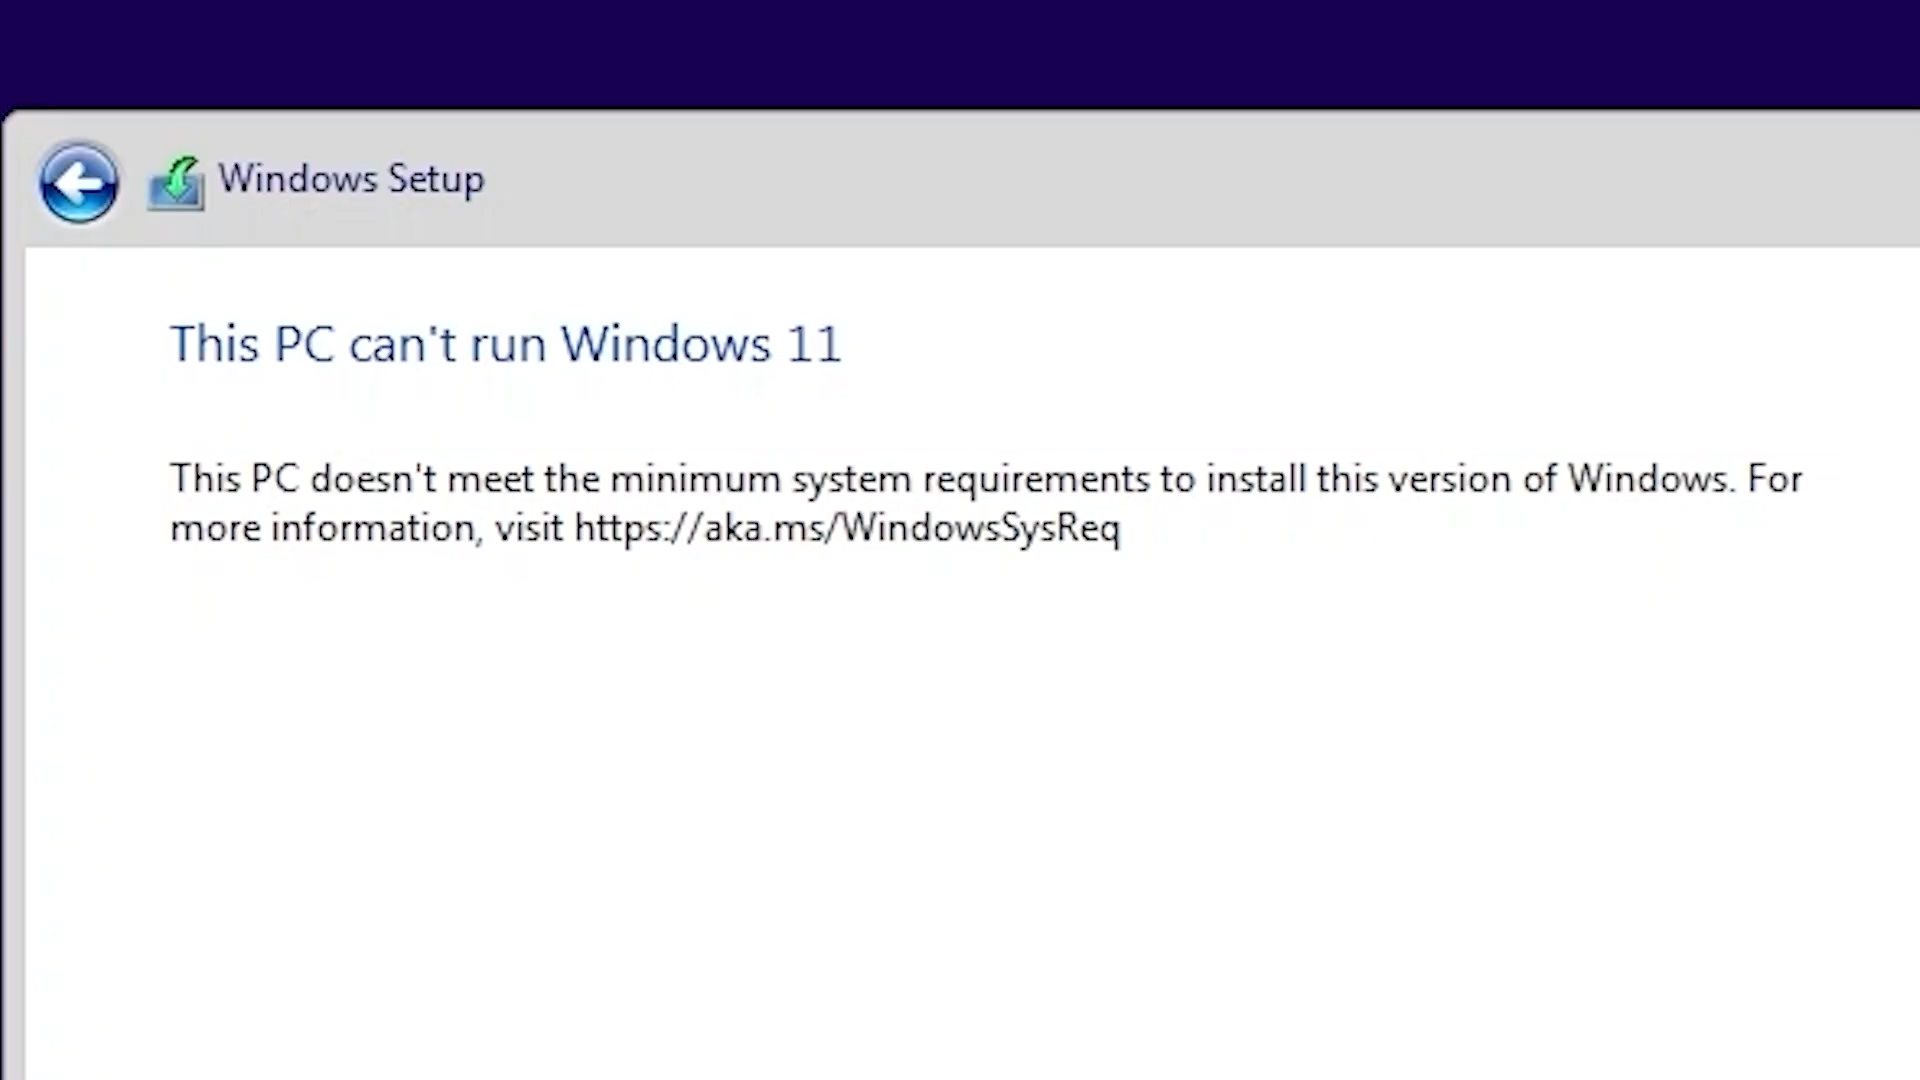 Windows Setup
This PC can't run Windows 11
This PC doesn't meet the minimum system requirements to install this version of Windows. For
more information, visit https://aka.ms/WindowsSysReq